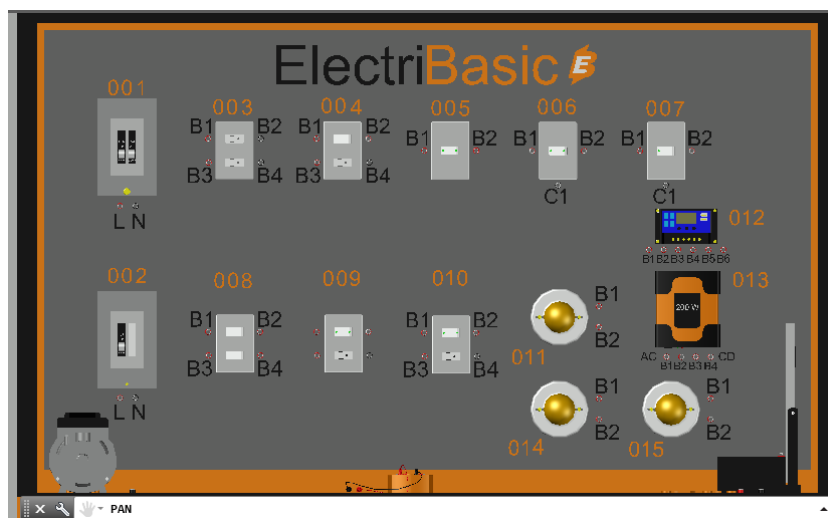 ElectriBasic E
001
003 004 005 006 007
B1 B2 B1 B2 B1 B2 B1 B2 B1 B2
B3 B4 B3 B4
C1 C1
L N
012
B1 B2 B3 B4 B5 B6
002
008 009 010
013
200 W
B1 B2 B1 B2
B1
B3 B4 B3 B4
B2
011
AC CD
B1 B2 B3 B4
L N
B1 B1
B2 B2
014 015
PAN